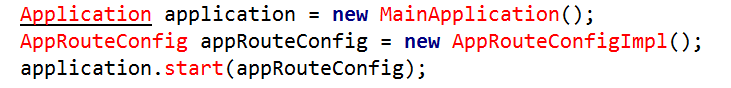 Application application = new MainApplication();
AppRouteConfig appRouteConfig = new AppRouteConfigImpl();
application.start(appRouteConfig);